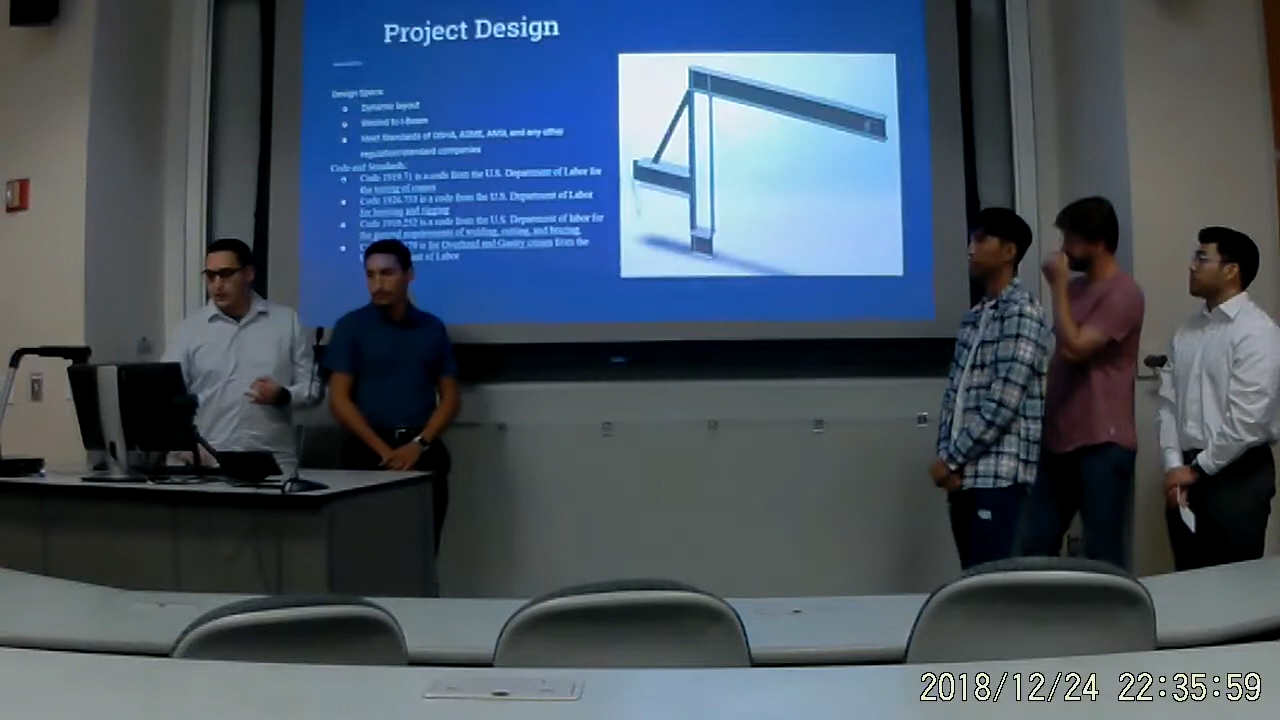 Project Design
Design Specs:
Dynamic layout
Welded to I-Beam
Meet Standards of OSHA, ASME, ANSI, and any other
regulation/standard companies
Code and Standards:
Code 1919.71 is a code from the U.S. Department of Labor for
the testing of cranes
Code 1926.753 is a code from the U.S. Department of Labor
for hoisting and rigging
Code 1910.252 is a code from the U.S. Department of labor for
the general requirements of welding, cutting, and brazing.
is the Overhead and Gantry cranes from the
of Labor
2018/12/24 22:35:59